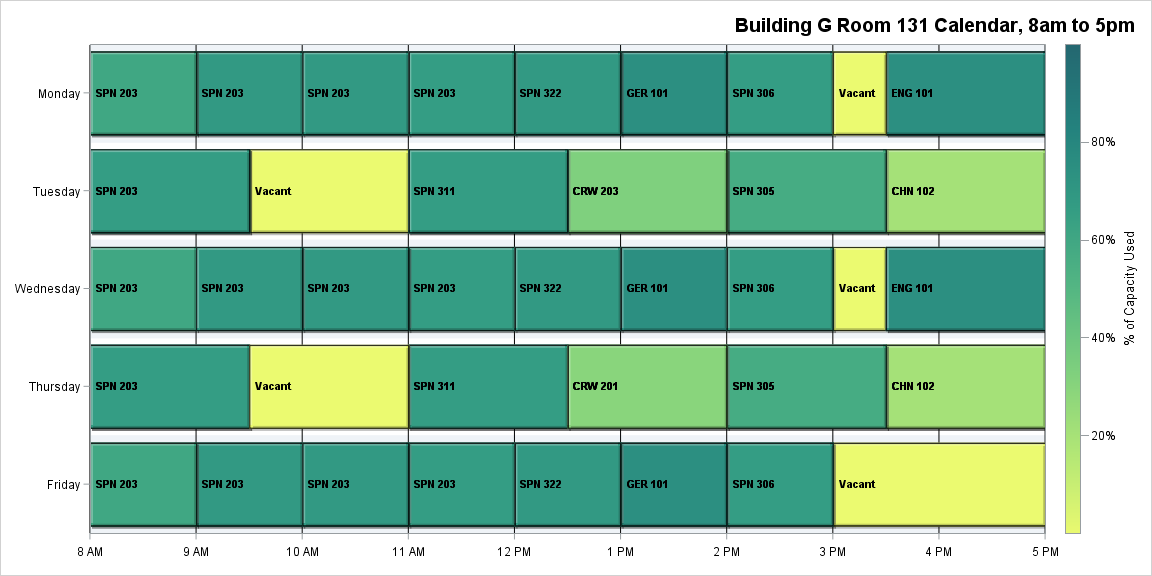 Building G Room 131 Calendar, 8am to 5pm
Monday SPN 203 SPN 203 SPN 203 SPN 203 SPN 322 GER 101 SPN 306 Vacant ENG 101
80%
Tuesday SPN 203 Vacant SPN 311 CRW 203 SPN 305 CHN 102
60%
Wednesday SPN 203 SPN 203 SPN 203 SPN 203 SPN 322 GER 101 SPN 306 Vacant ENG 101
% of Capacity Used
40%
Thursday SPN 203 Vacant SPN 311 CRW 201 SPN 305 CHN 102
20%
Friday SPN 203 SPN 203 SPN 203 SPN 203 SPN 322 GER 101 SPN 306 Vacant
8 AM 9 AM 10 AM 11 AM 12 PM 1 PM 2 PM 3 PM 4 PM 5 PM